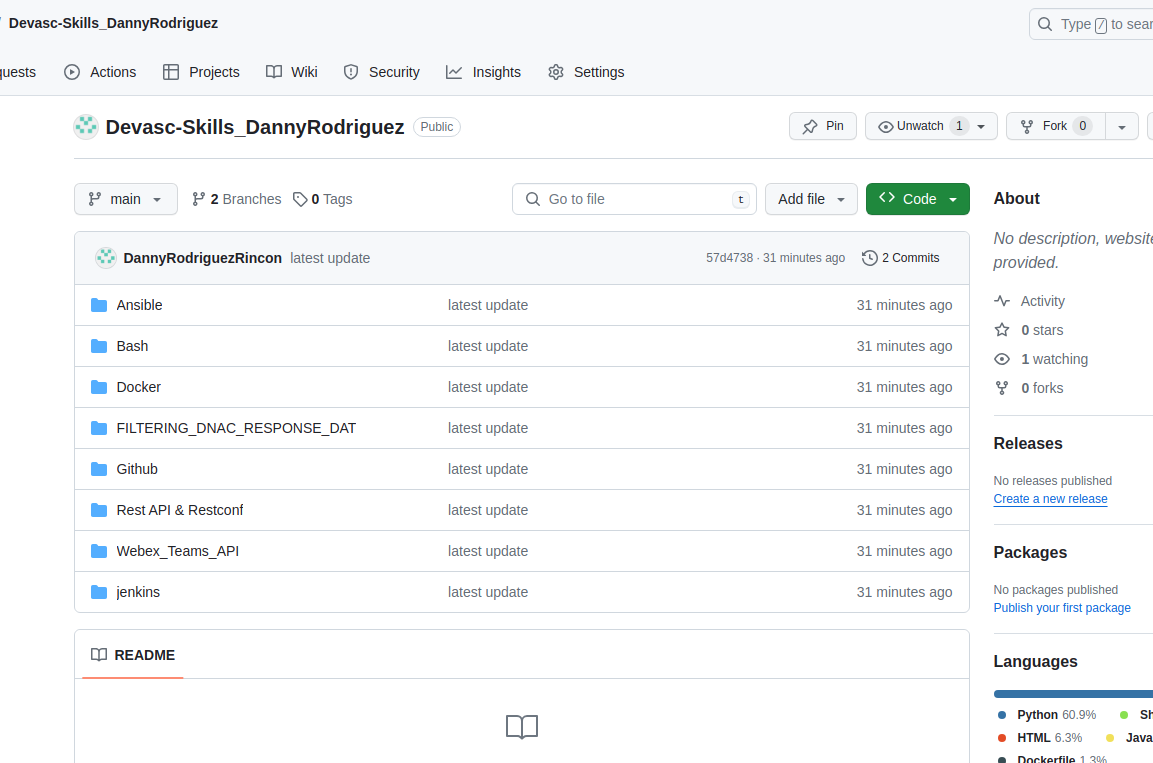 Devasc-Skills_DannyRodriguez
Type / to sear
quests Actions Projects Wiki Security Insights Settings
Devasc-Skills_DannyRodriguez Public Pin Unwatch 1 Fork 0
main 2 Branches 0 Tags Go to file t Add file Code
DannyRodriguezRincon latest update 57d4738 · 31 minutes ago 2 Commits
Ansible latest update 31 minutes ago
Bash latest update 31 minutes ago
Docker latest update 31 minutes ago
FILTERING_DNAC_RESPONSE_DAT latest update 31 minutes ago
Github latest update 31 minutes ago
Rest API & Restconf latest update 31 minutes ago
Webex_Teams_API latest update 31 minutes ago
jenkins latest update 31 minutes ago
README
About
No description, website
provided.
Activity
0 stars
1 watching
0 forks
Releases
No releases published
Create a new release
Packages
No packages published
Publish your first package
Languages
Python 60.9% Sh
HTML 6.3% Java
Dockerfile 1.3%